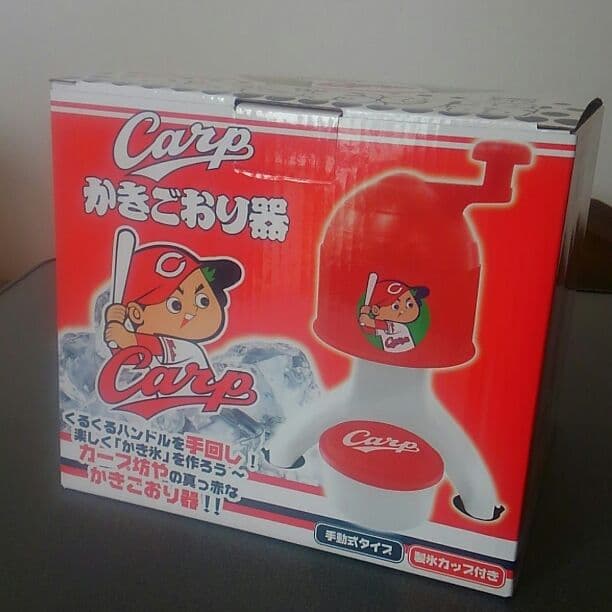 Carp
かきごおり器
C
Carp
Carp
Carp
くるくるハンドルを手回し!
楽しく「かき氷」を作ろう〜
カープ坊やの真っ赤な
かきごおり器!!
手動式タイプ
製氷カップ付き